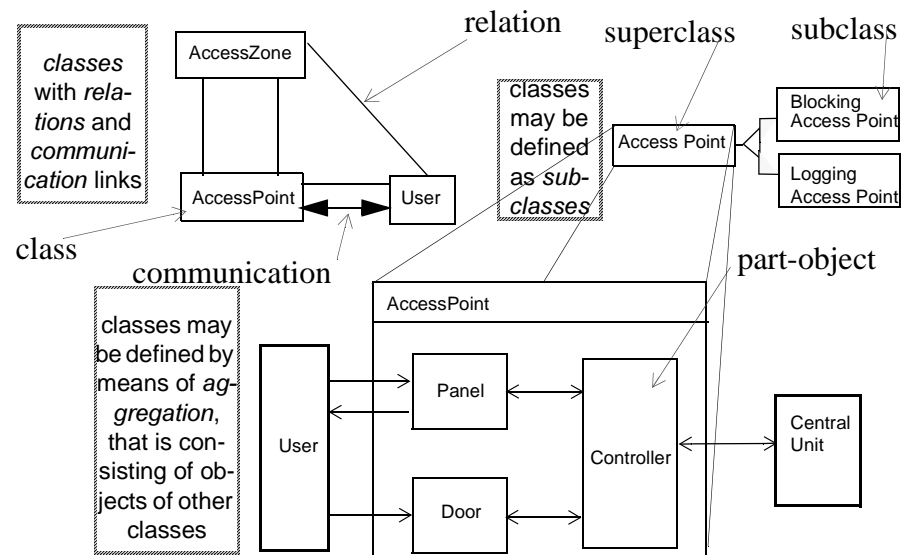 relation
superclass
subclass
classes
with rela-
tions and
communi-
cation links
AccessZone
AccessPoint
User
class
communication
classes
may be
defined
as sub-
classes
Access Point
Blocking
Access Point
Logging
Access Point
part-object
classes may
be defined by
means of ag-
gregation,
that is con-
sisting of ob-
jects of other
classes
AccessPoint
User
Panel
Door
Controller
Central
Unit